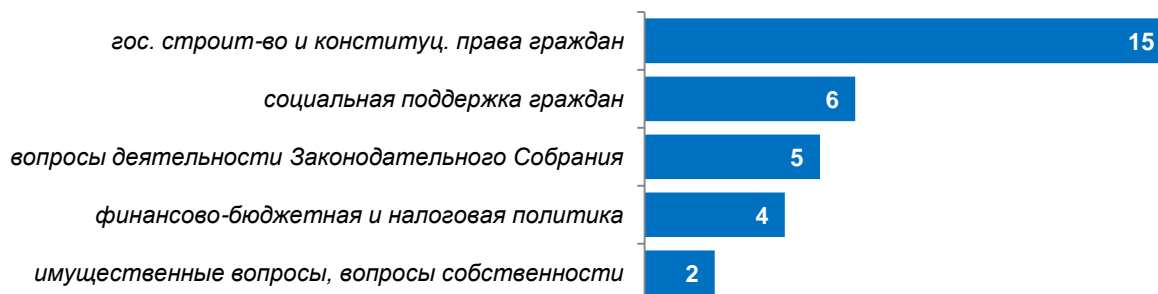 гос. строит-во и конституц. права граждан 15
социальная поддержка граждан 6
вопросы деятельности Законодательного Собрания 5
финансово-бюджетная и налоговая политика 4
имущественные вопросы, вопросы собственности 2